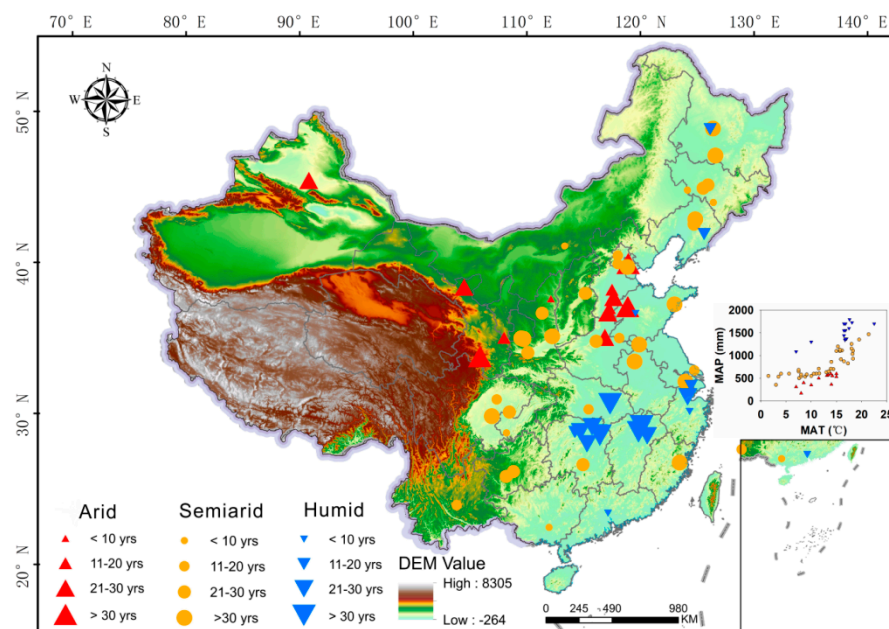 70° E 80° E 90° E 100° E 110° E 120° E 130° E 140° E
N
W E
S
50° N
40° N
30° N
20° N
2000
1500
1000
500
0
MAP (mm)
0 5 10 15 20 25
MAT (℃)
Arid Semiarid Humid
< 10 yrs < 10 yrs < 10 yrs
11-20 yrs 11-20 yrs 11-20 yrs
21-30 yrs 21-30 yrs 21-30 yrs
> 30 yrs >30 yrs > 30 yrs
DEM Value
High : 8305
Low : -264
0 245 490 980
KM